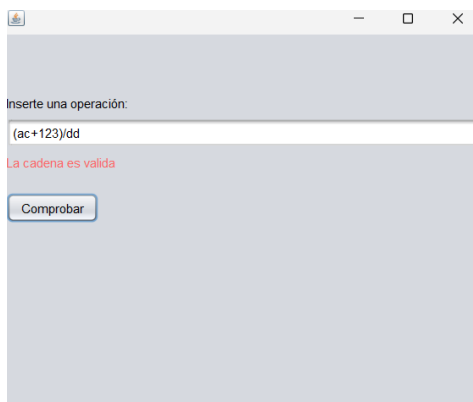 Inserte una operación:
(ac+123)/dd
La cadena es valida
Comprobar